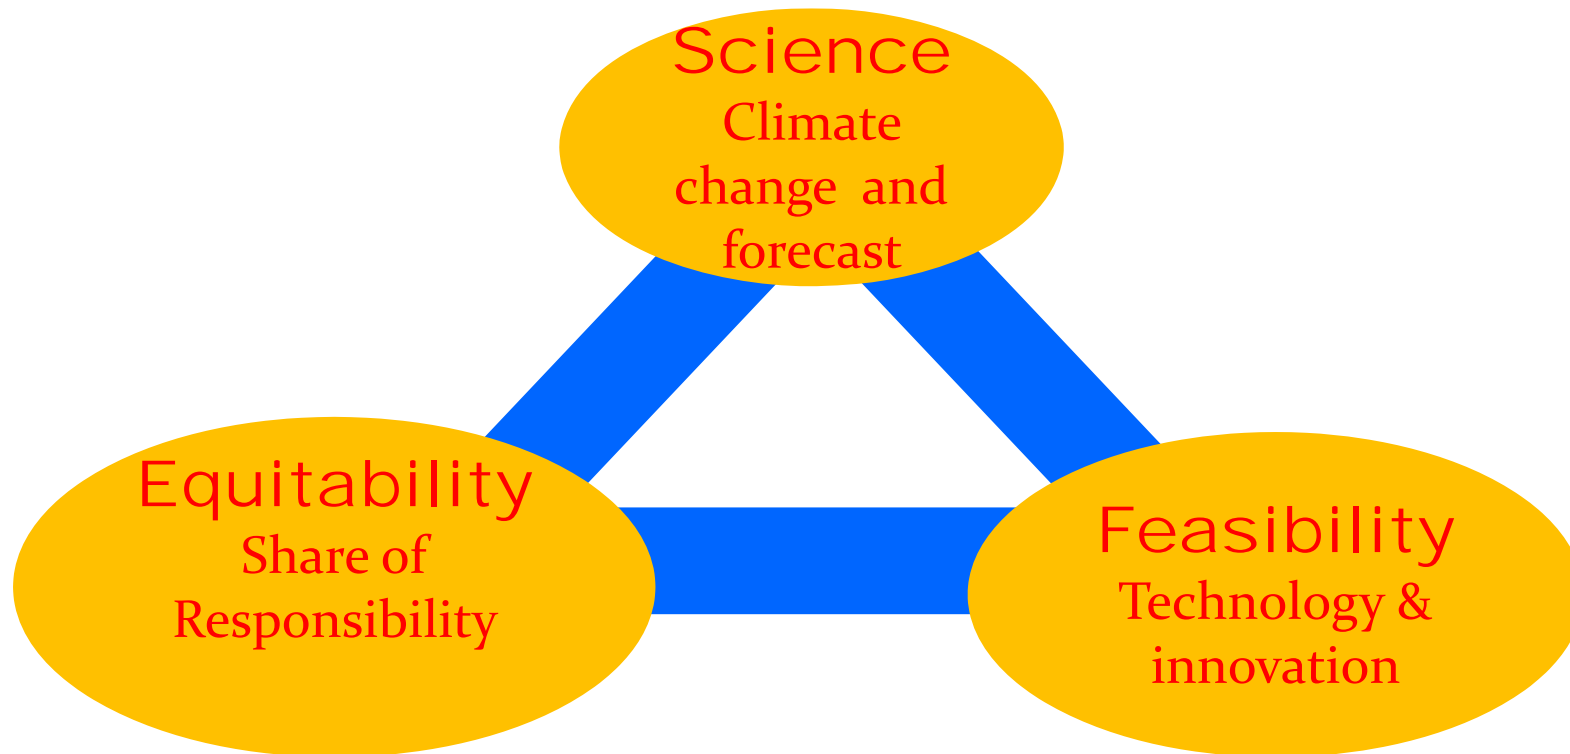 Science
Climate
change and
forecast
Equitability
Share of
Responsibility
Feasibility
Technology &
innovation